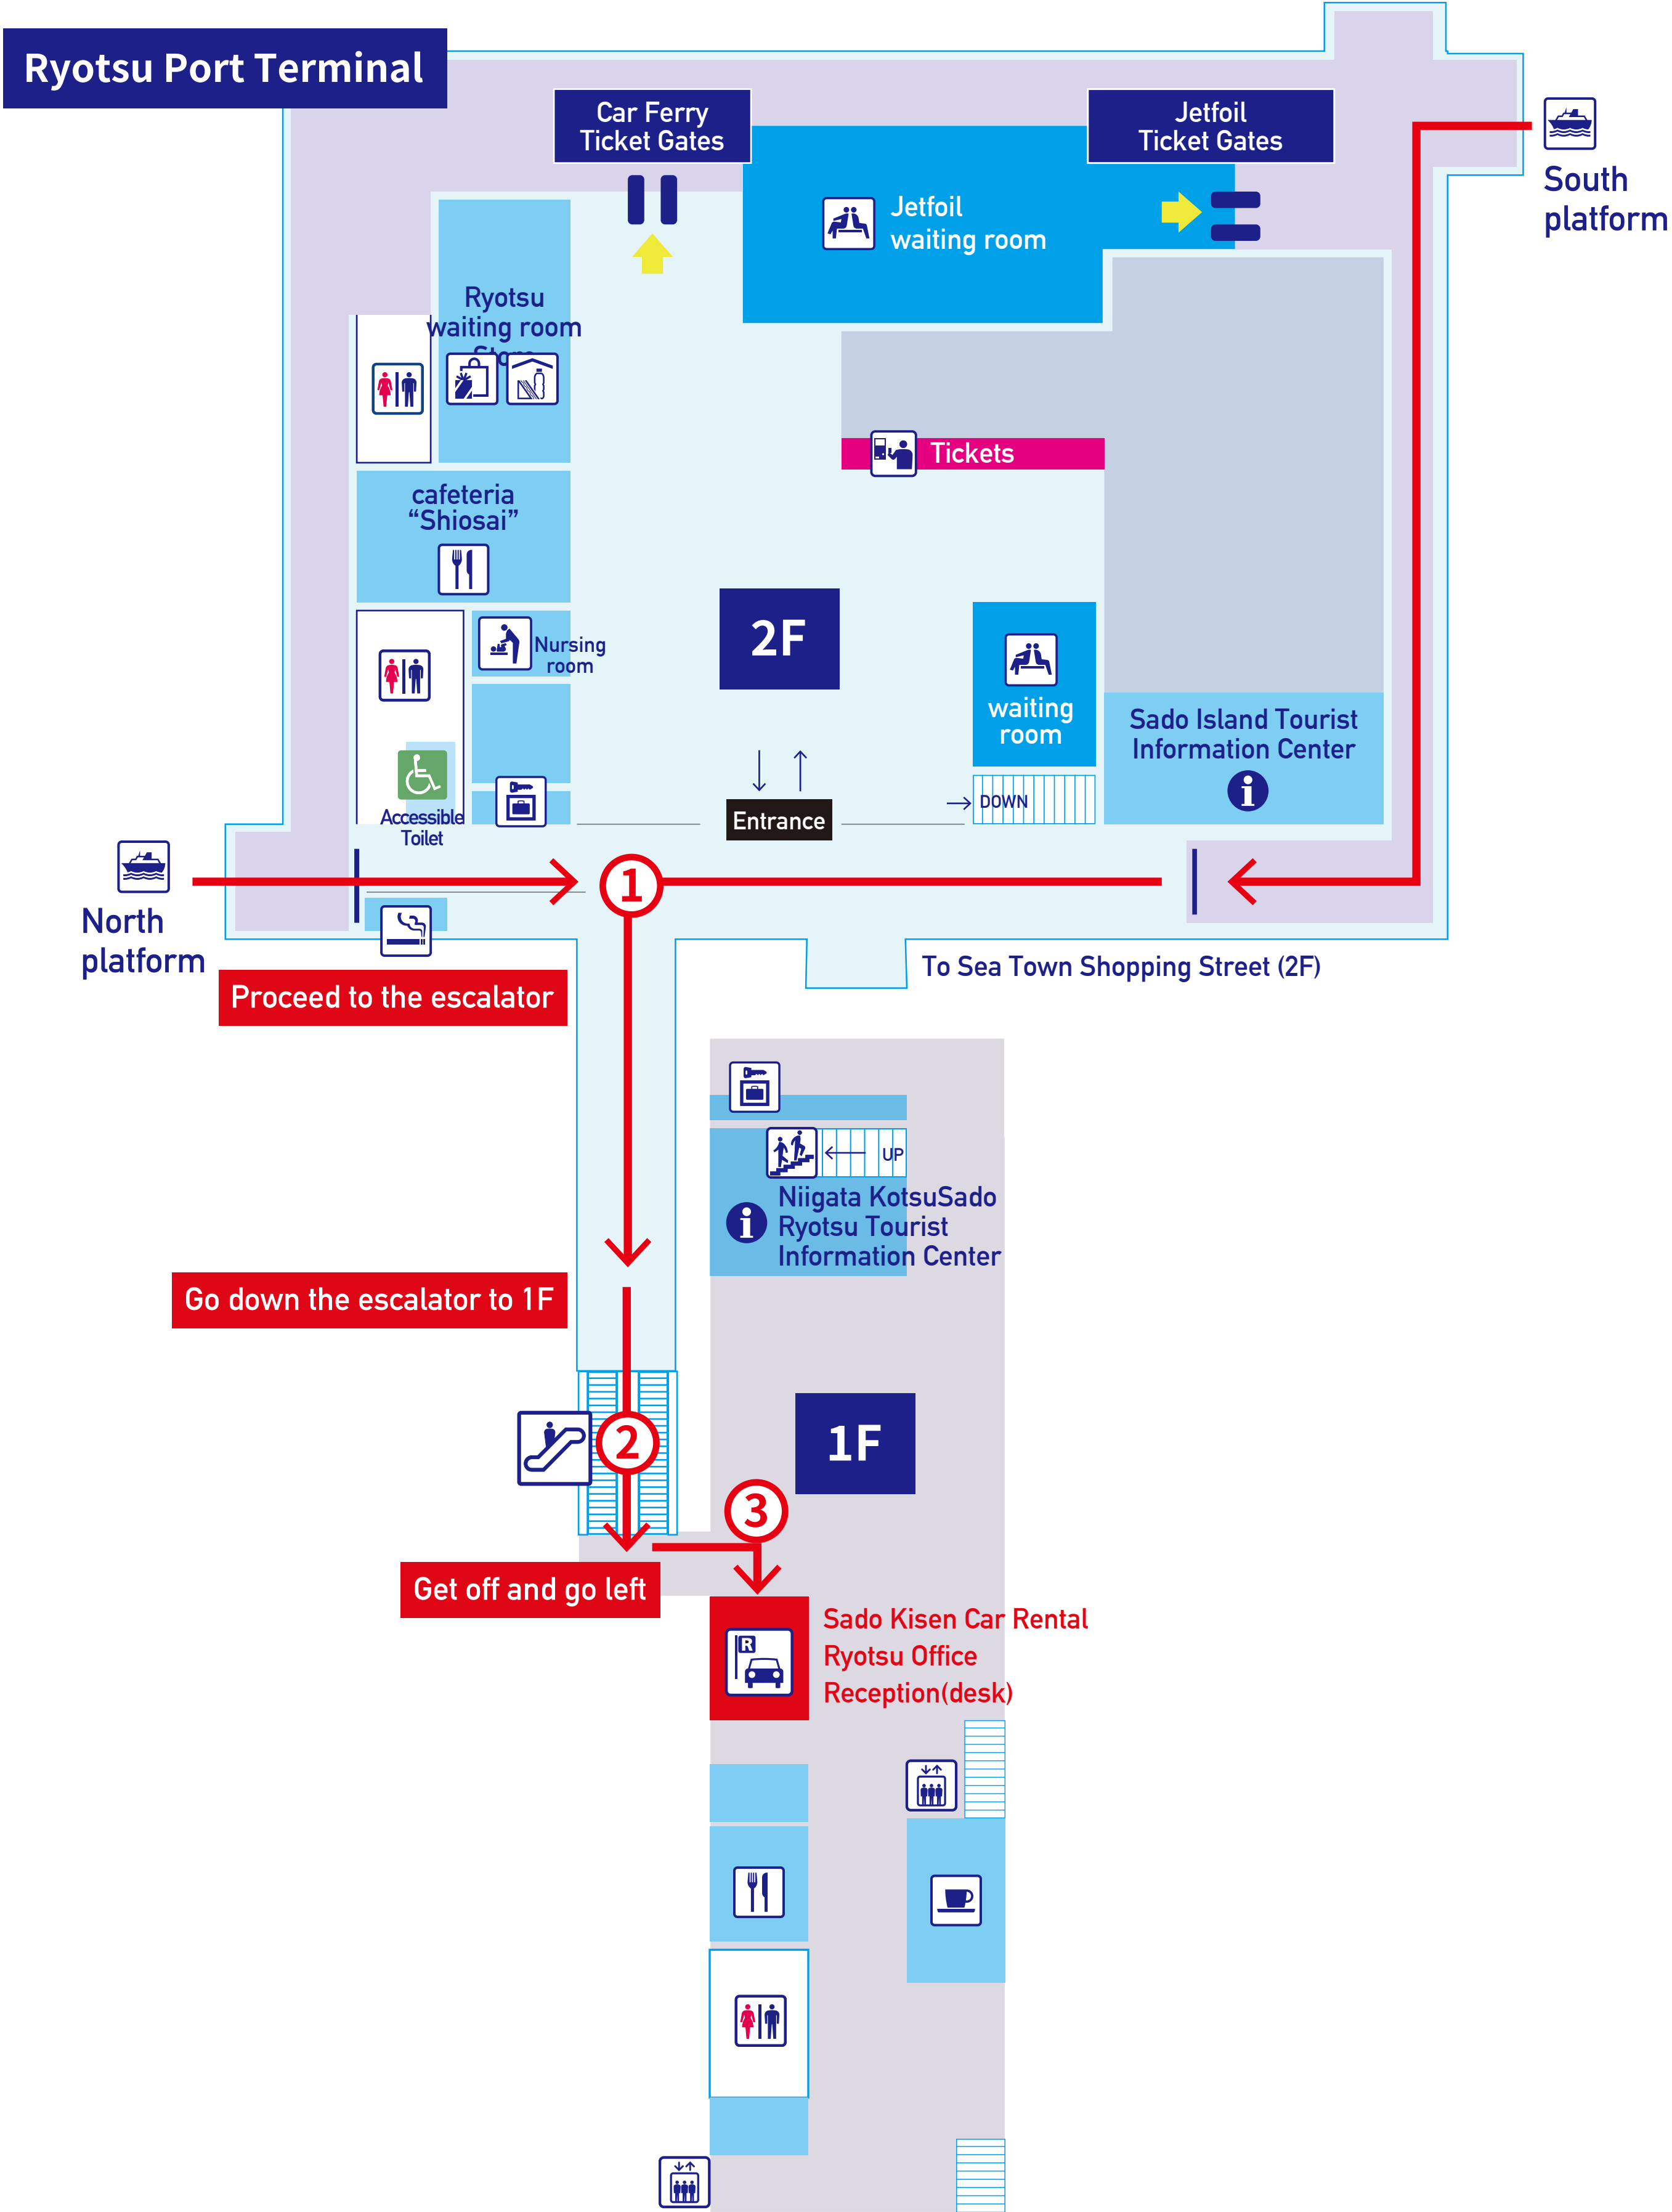 Ryotsu Port Terminal
Car Ferry
Ticket Gates
Jetfoil
Ticket Gates
South
platform
Jetfoil
waiting room
Ryotsu
waiting room
Store
Tickets
cafeteria
“Shiosai”
2F
Nursing
room
waiting
room
Sado Island Tourist
Information Center
i
DOWN
Entrance
Accessible
Toilet
1
North
platform
To Sea Town Shopping Street (2F)
Proceed to the escalator
UP
Niigata KotsuSado
Ryotsu Tourist
Information Center
i
Go down the escalator to 1F
1F
2
3
Get off and go left
R
Sado Kisen Car Rental
Ryotsu Office
Reception(desk)